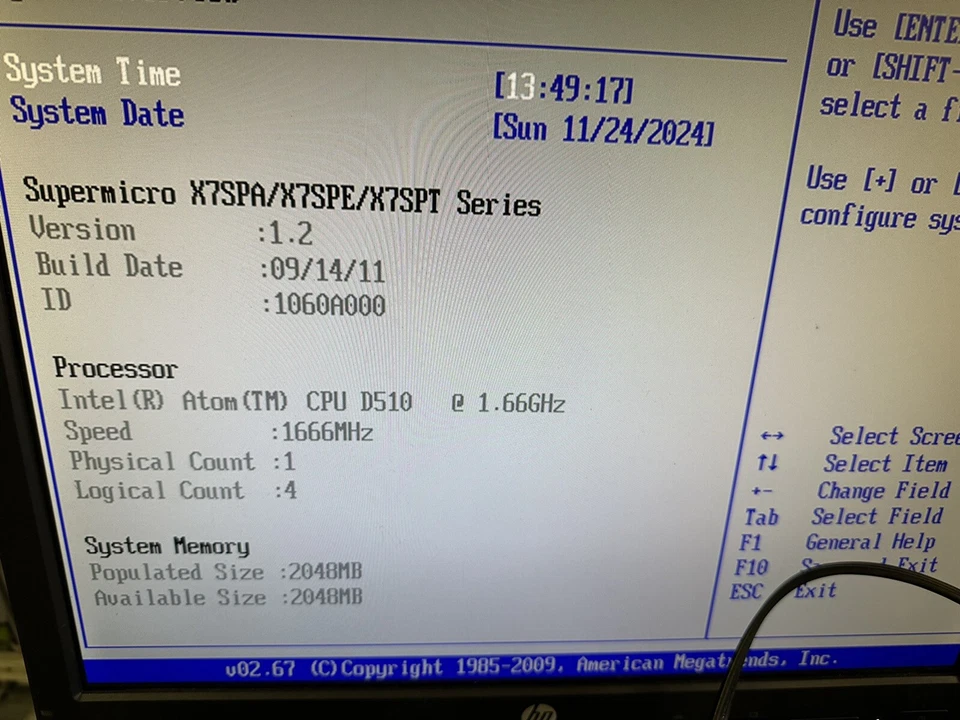 System Time [13:49:17]
System Date [Sun 11/24/2024]
Supermicro X7SPA/X7SPE/X7SPT Series
Version :1.2
Build Date :09/14/11
ID :1060A000
Processor
Intel(R) Atom(TM) CPU D510 @ 1.66GHz
Speed :1666MHz
Physical Count :1
Logical Count :4
System Memory
Populated Size :2048MB
Available Size :2048MB
Use [ENTE
or [SHIFT-
select a fi
Use [+] or [
configure sys
↔ Select Scree
↑↓ Select Item
+- Change Field
Tab Select Field
F1 General Help
F10 Exit
ESC Exit
v02.67 (C)Copyright 1985-2009, American Megatrends, Inc.
hp